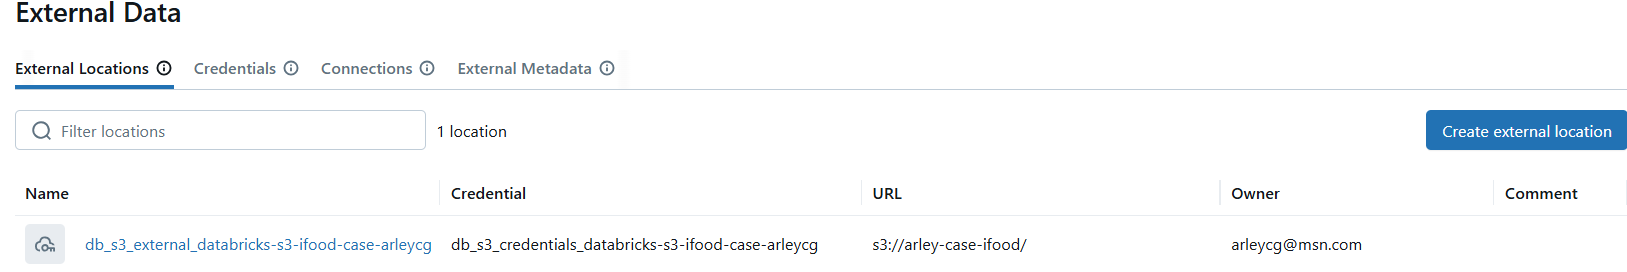 External Data
External Locations Credentials Connections External Metadata
Filter locations 1 location Create external location
Name Credential URL Owner Comment
db_s3_external_databricks-s3-ifood-case-arleycg db_s3_credentials_databricks-s3-ifood-case-arleycg s3://arley-case-ifood/ arleycg@msn.com